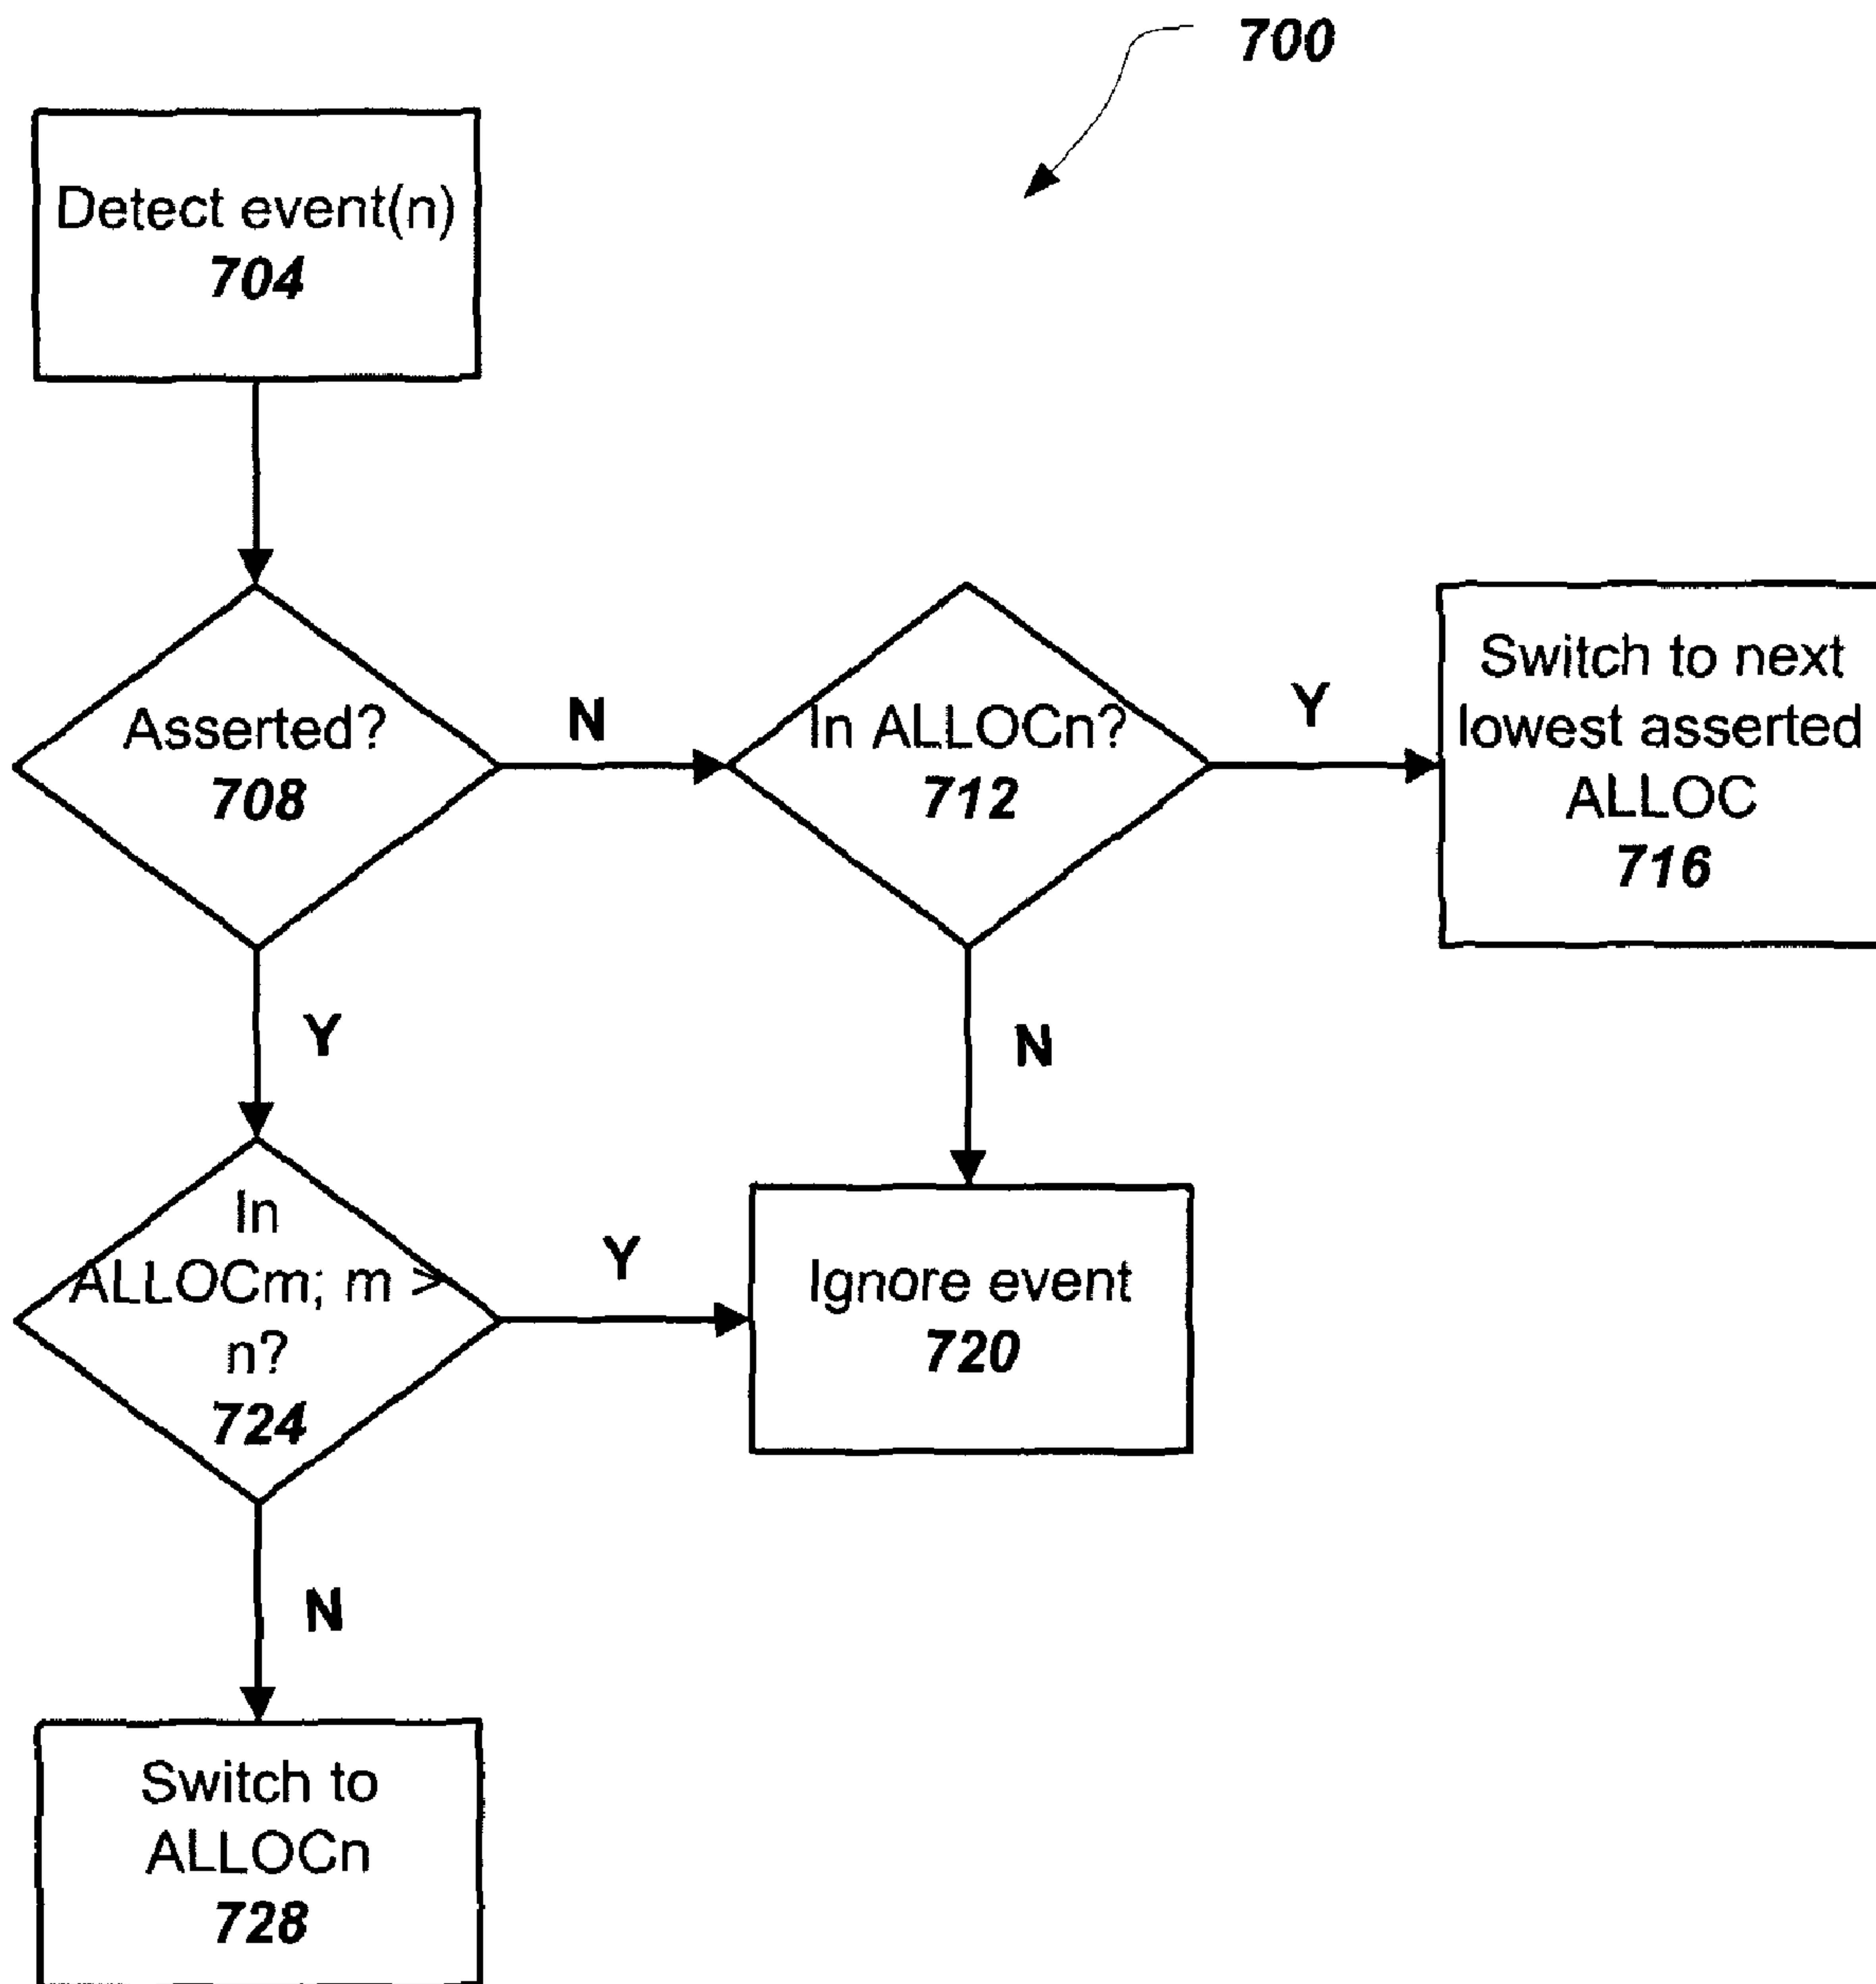 700
Detect event(n)
704
Asserted?
708
N
In ALLOCn?
712
Y
Switch to next
lowest asserted
ALLOC
716
Y
N
In
ALLOCm; m >
n?
724
Y
Ignore event
720
N
Switch to
ALLOCn
728